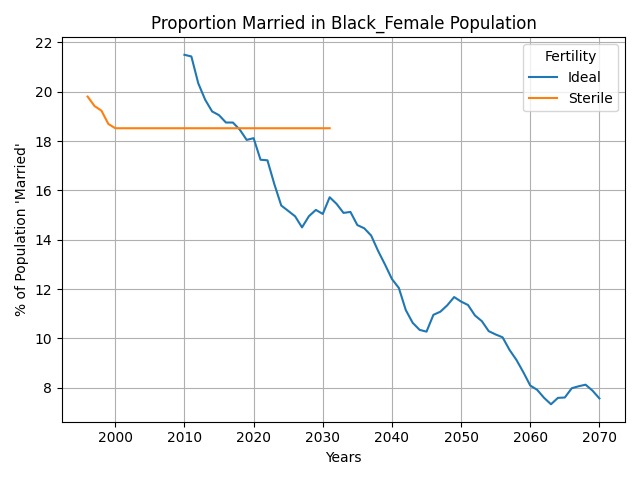 Proportion Married in Black_Female Population
% of Population 'Married'
22
20
18
16
14
12
10
8
Fertility
Ideal
Sterile
2000 2010 2020 2030 2040 2050 2060 2070
Years